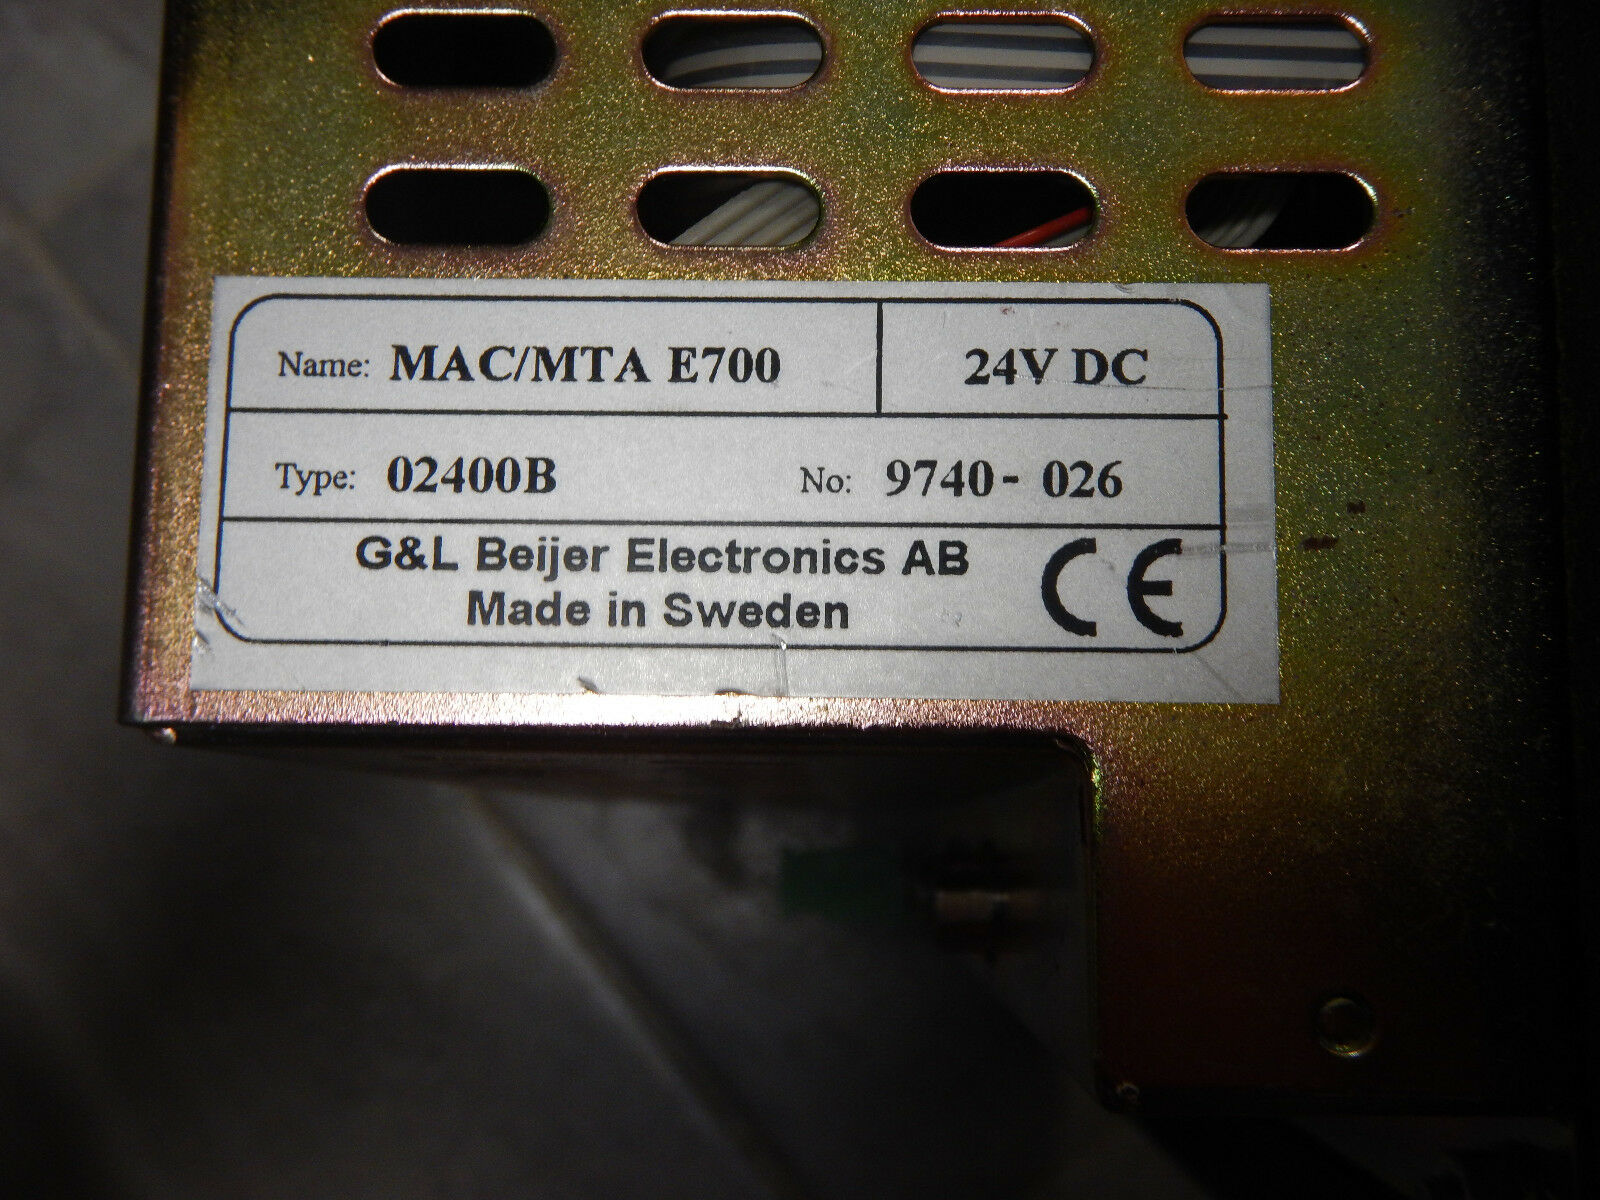 Name: MAC/MTA E700 24V DC
Type: 02400B No: 9740- 026
G&L Beijer Electronics AB
Made in Sweden CE